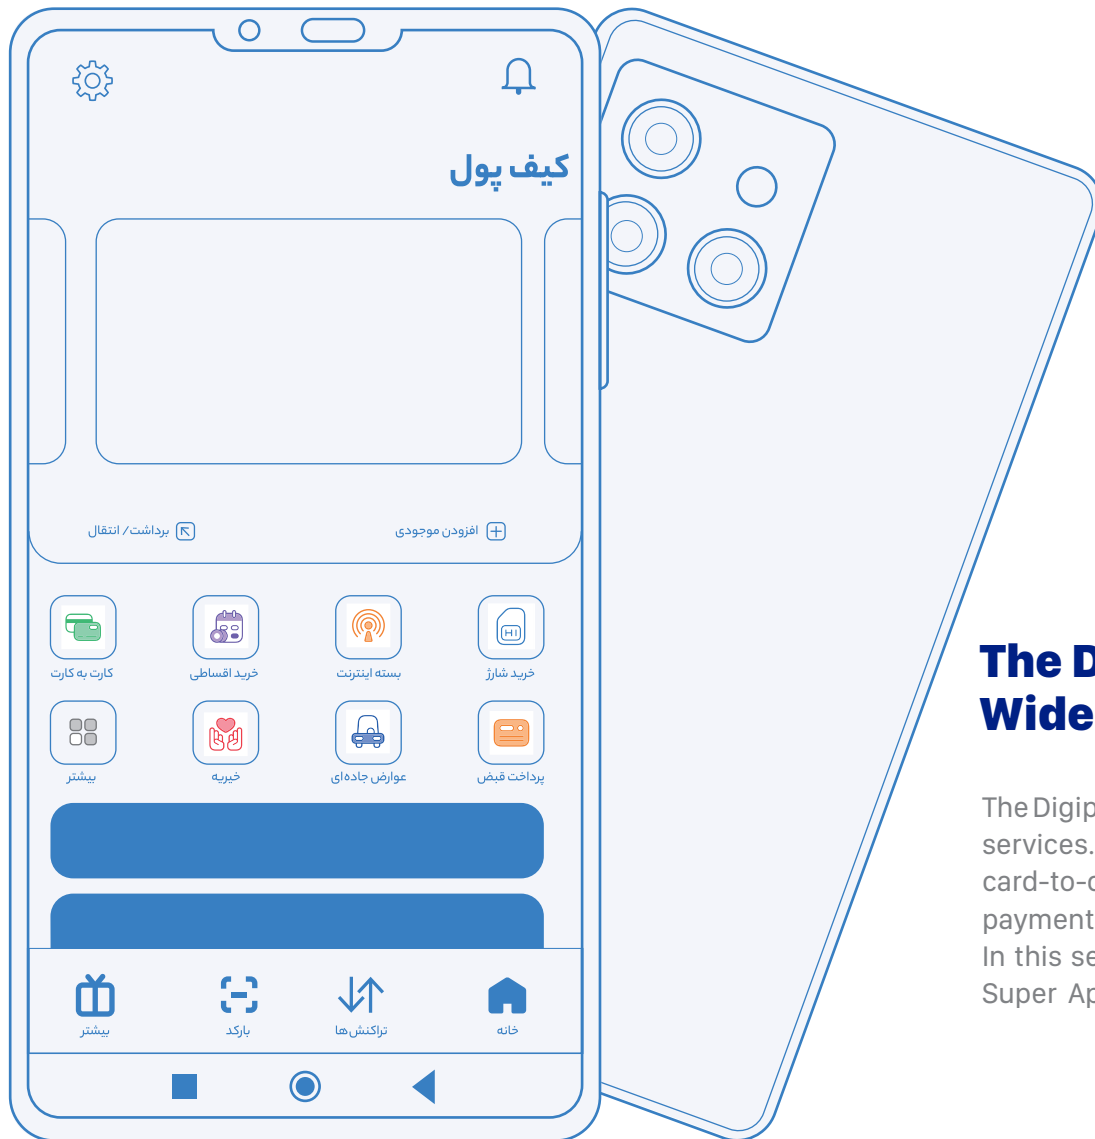 کیف پول
افزودن موجودی
برداشت/ انتقال
خرید شارژ
بسته اینترنت
خرید اقساطی
کارت به کارت
پرداخت قبض
عوارض جاده‌ای
خیریه
بیشتر
خانه
تراکنش‌ها
بارکد
بیشتر
The D
Wide
The Digip
services.
card-to-c
payment
In this se
Super Ap